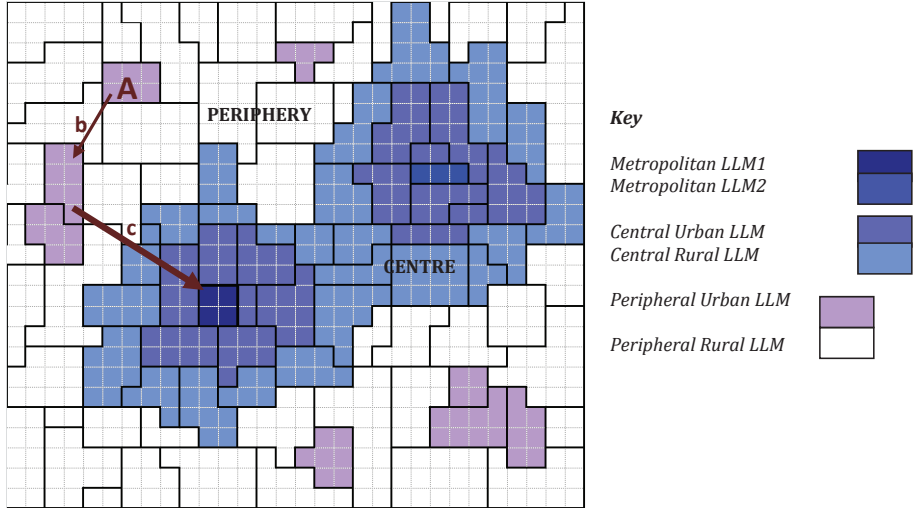 A
PERIPHERY
b
c
CENTRE
Key
Metropolitan LLM1
Metropolitan LLM2
Central Urban LLM
Central Rural LLM
Peripheral Urban LLM
Peripheral Rural LLM